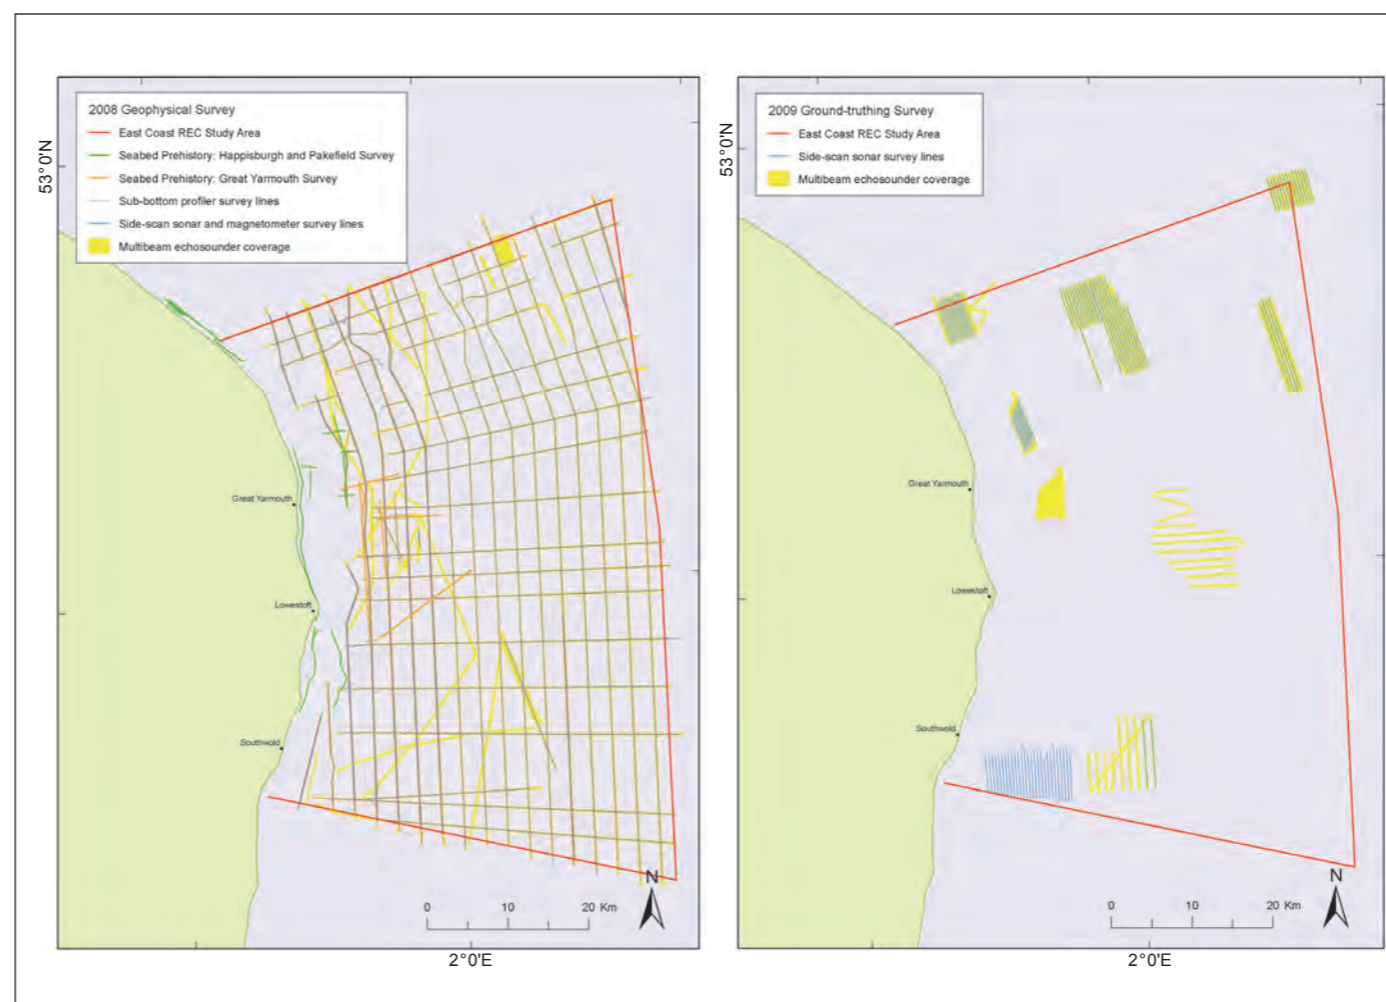 2008 Geophysical Survey
East Coast REC Study Area
Seabed Prehistory: Happisburgh and Pakefield Survey
Seabed Prehistory: Great Yarmouth Survey
Sub-bottom profiler survey lines
Side-scan sonar and magnetometer survey lines
Multibeam echosounder coverage
53°0'N
Great Yarmouth
Lowestoft
Southwold
N
0 10 20 Km
2°0'E
2009 Ground-truthing Survey
East Coast REC Study Area
Side-scan sonar survey lines
Multibeam echosounder coverage
53°0'N
Great Yarmouth
Lowestoft
Southwold
N
0 10 20 Km
2°0'E